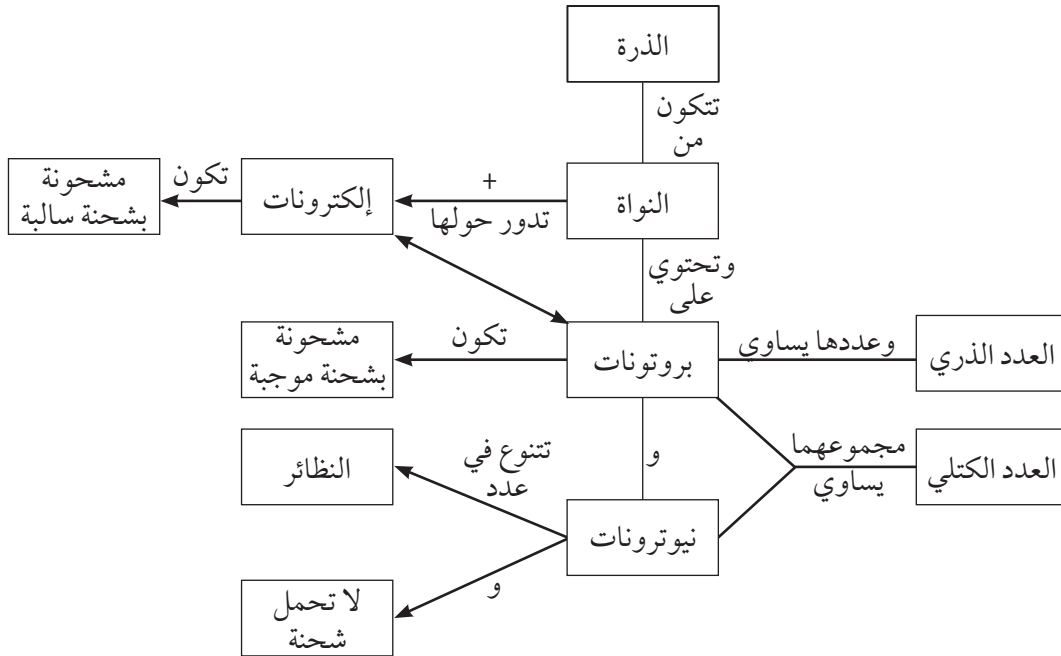 الذرة
تتكون
من
النواة
+
تدور حولها
إلكترونات
تكون
مشحونة
بشحنة سالبة
وتحتوي
على
بروتونات
وعددها يساوي
العدد الذري
تكون
مشحونة
بشحنة موجبة
و
مجموعهما
يساوي
العدد الكتلي
نيوترونات
تتنوع في
عدد
النظائر
و
لا تحمل
شحنة